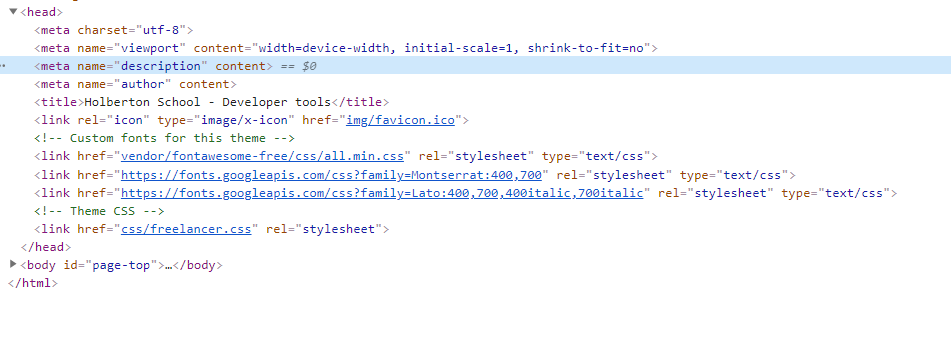 <head>
<meta charset="utf-8">
<meta name="viewport" content="width=device-width, initial-scale=1, shrink-to-fit=no">
<meta name="description" content> == $0
<meta name="author" content>
<title>Holberton School - Developer tools</title>
<link rel="icon" type="image/x-icon" href="img/favicon.ico">
<!-- Custom fonts for this theme -->
<link href="vendor/fontawesome-free/css/all.min.css" rel="stylesheet" type="text/css">
<link href="https://fonts.googleapis.com/css?family=Montserrat:400,700" rel="stylesheet" type="text/css">
<link href="https://fonts.googleapis.com/css?family=Lato:400,700,400italic,700italic" rel="stylesheet" type="text/css">
<!-- Theme CSS -->
<link href="css/freelancer.css" rel="stylesheet">
</head>
<body id="page-top">…</body>
</html>